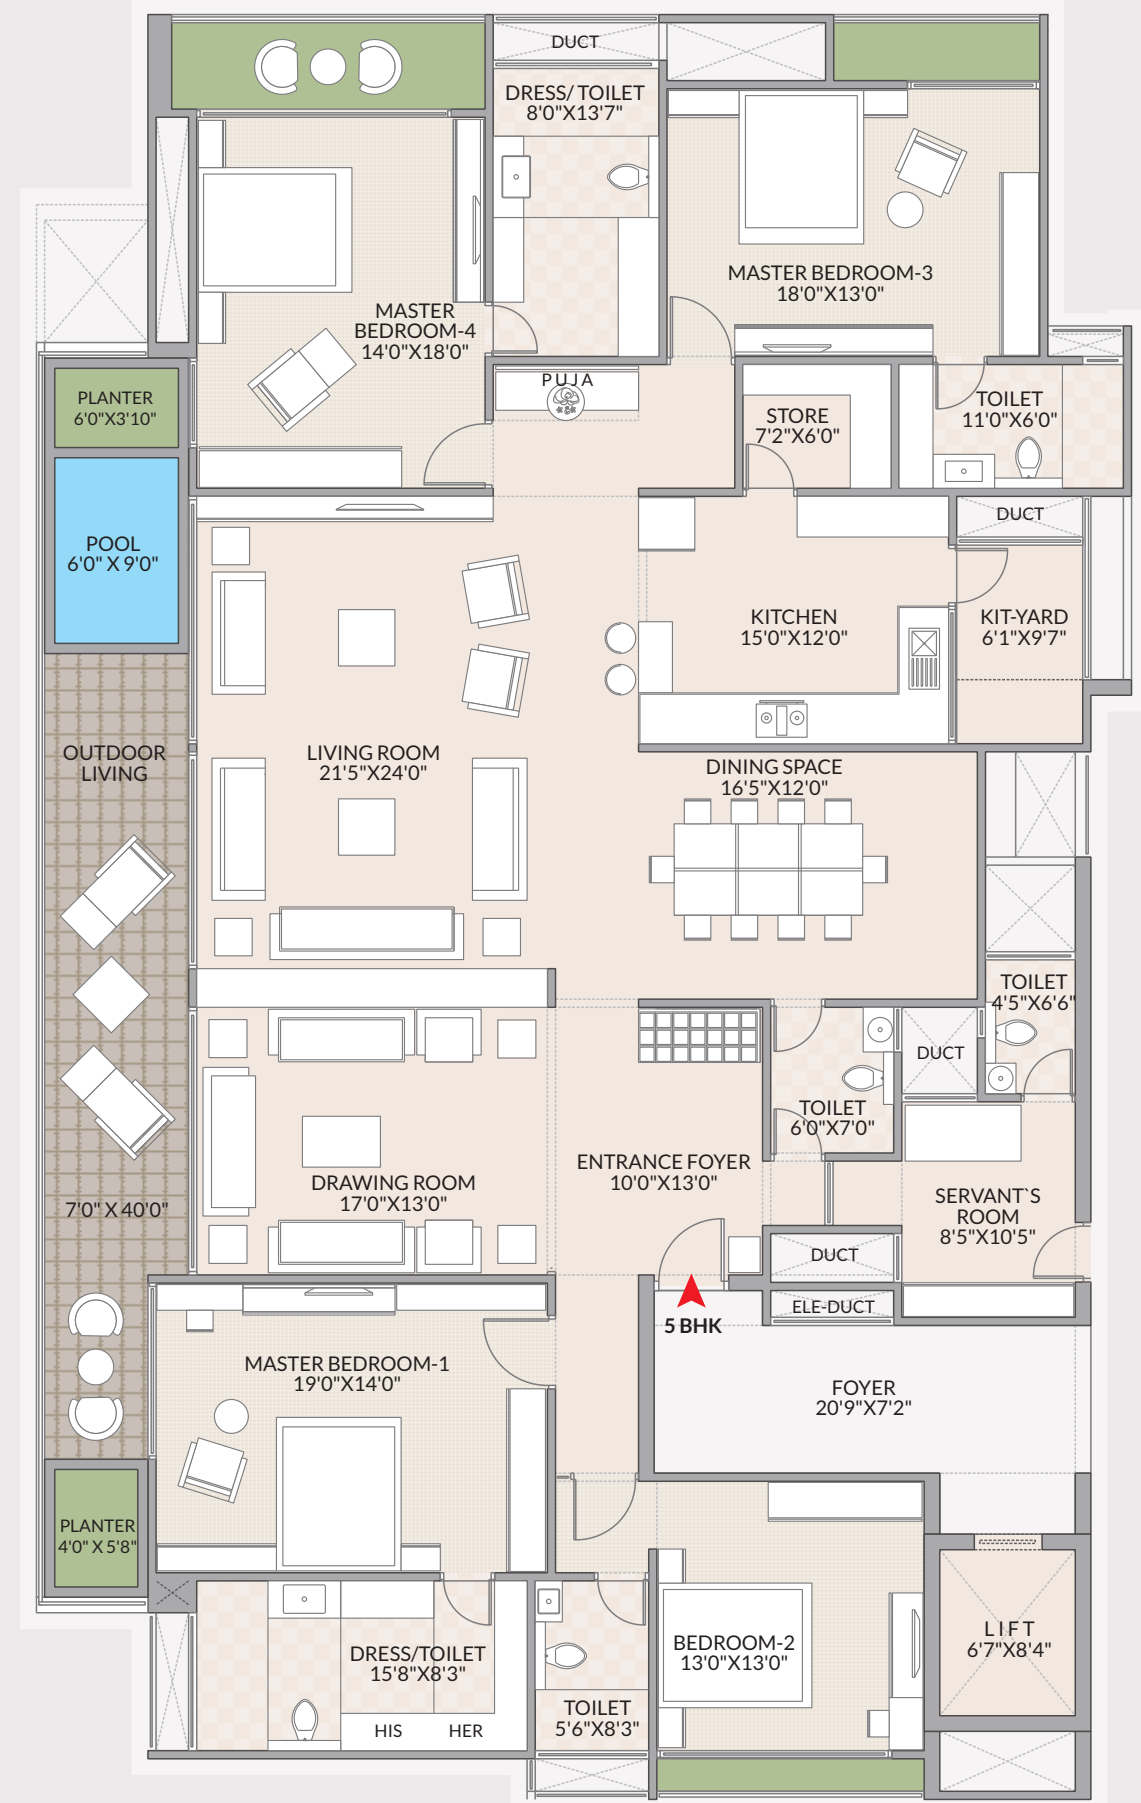 DUCT
DRESS/ TOILET
8'0"X13'7"
MASTER BEDROOM-3
18'0"X13'0"
MASTER
BEDROOM-4
14'0"X18'0"
PUJA
PLANTER
6'0"X3'10"
STORE
7'2"X6'0"
TOILET
11'0"X6'0"
DUCT
POOL
6'0" X 9'0"
KITCHEN
15'0"X12'0"
KIT-YARD
6'1"X9'7"
OUTDOOR
LIVING
LIVING ROOM
21'5"X24'0"
DINING SPACE
16'5"X12'0"
TOILET
4'5"X6'6"
DUCT
TOILET
6'0"X7'0"
ENTRANCE FOYER
10'0"X13'0"
DRAWING ROOM
17'0"X13'0"
7'0" X 40'0"
SERVANT`S
ROOM
8'5"X10'5"
DUCT
ELE-DUCT
5 BHK
MASTER BEDROOM-1
19'0"X14'0"
FOYER
20'9"X7'2"
PLANTER
4'0" X 5'8"
LIFT
6'7"X8'4"
BEDROOM-2
13'0"X13'0"
DRESS/TOILET
15'8"X8'3"
TOILET
5'6"X8'3"
HIS HER